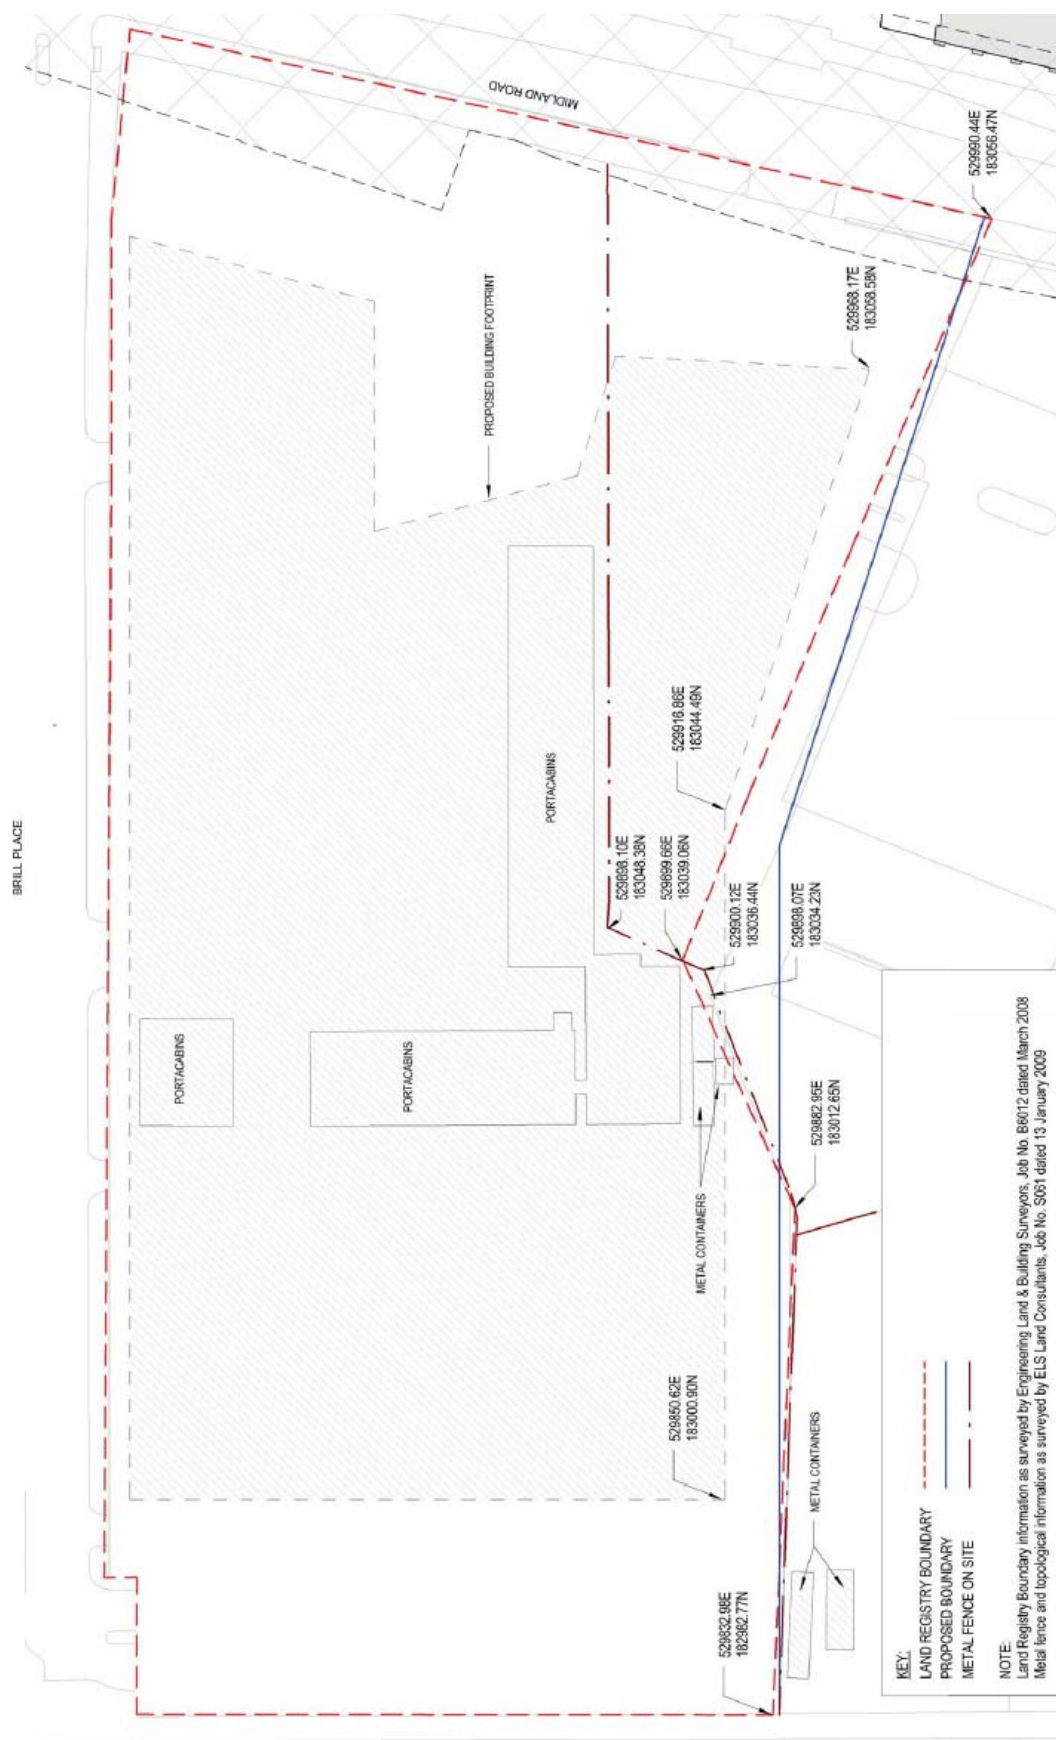 BRILL PLACE
PORTACABINS
PORTACABINS
PROPOSED BUILDING FOOTPRINT
MIDLAND ROAD
PORTACABINS
529898.10E
183048.38N
529899.66E
183039.06N
529916.86E
183044.49N
529850.62E
183000.90N
METAL CONTAINERS
529832.98E
182982.77N
529900.12E
183036.44N
529898.07E
183034.23N
529968.17E
183058.58N
METAL CONTAINERS
529882.95E
183012.65N
529990.44E
183056.47N
KEY:
LAND REGISTRY BOUNDARY
PROPOSED BOUNDARY
METAL FENCE ON SITE
NOTE:
Land Registry Boundary information as surveyed by Engineering Land & Building Surveyors, Job No. B6012 dated March 2008
Metal fence and topological information as surveyed by ELS Land Consultants, Job No. S061 dated 13 January 2009